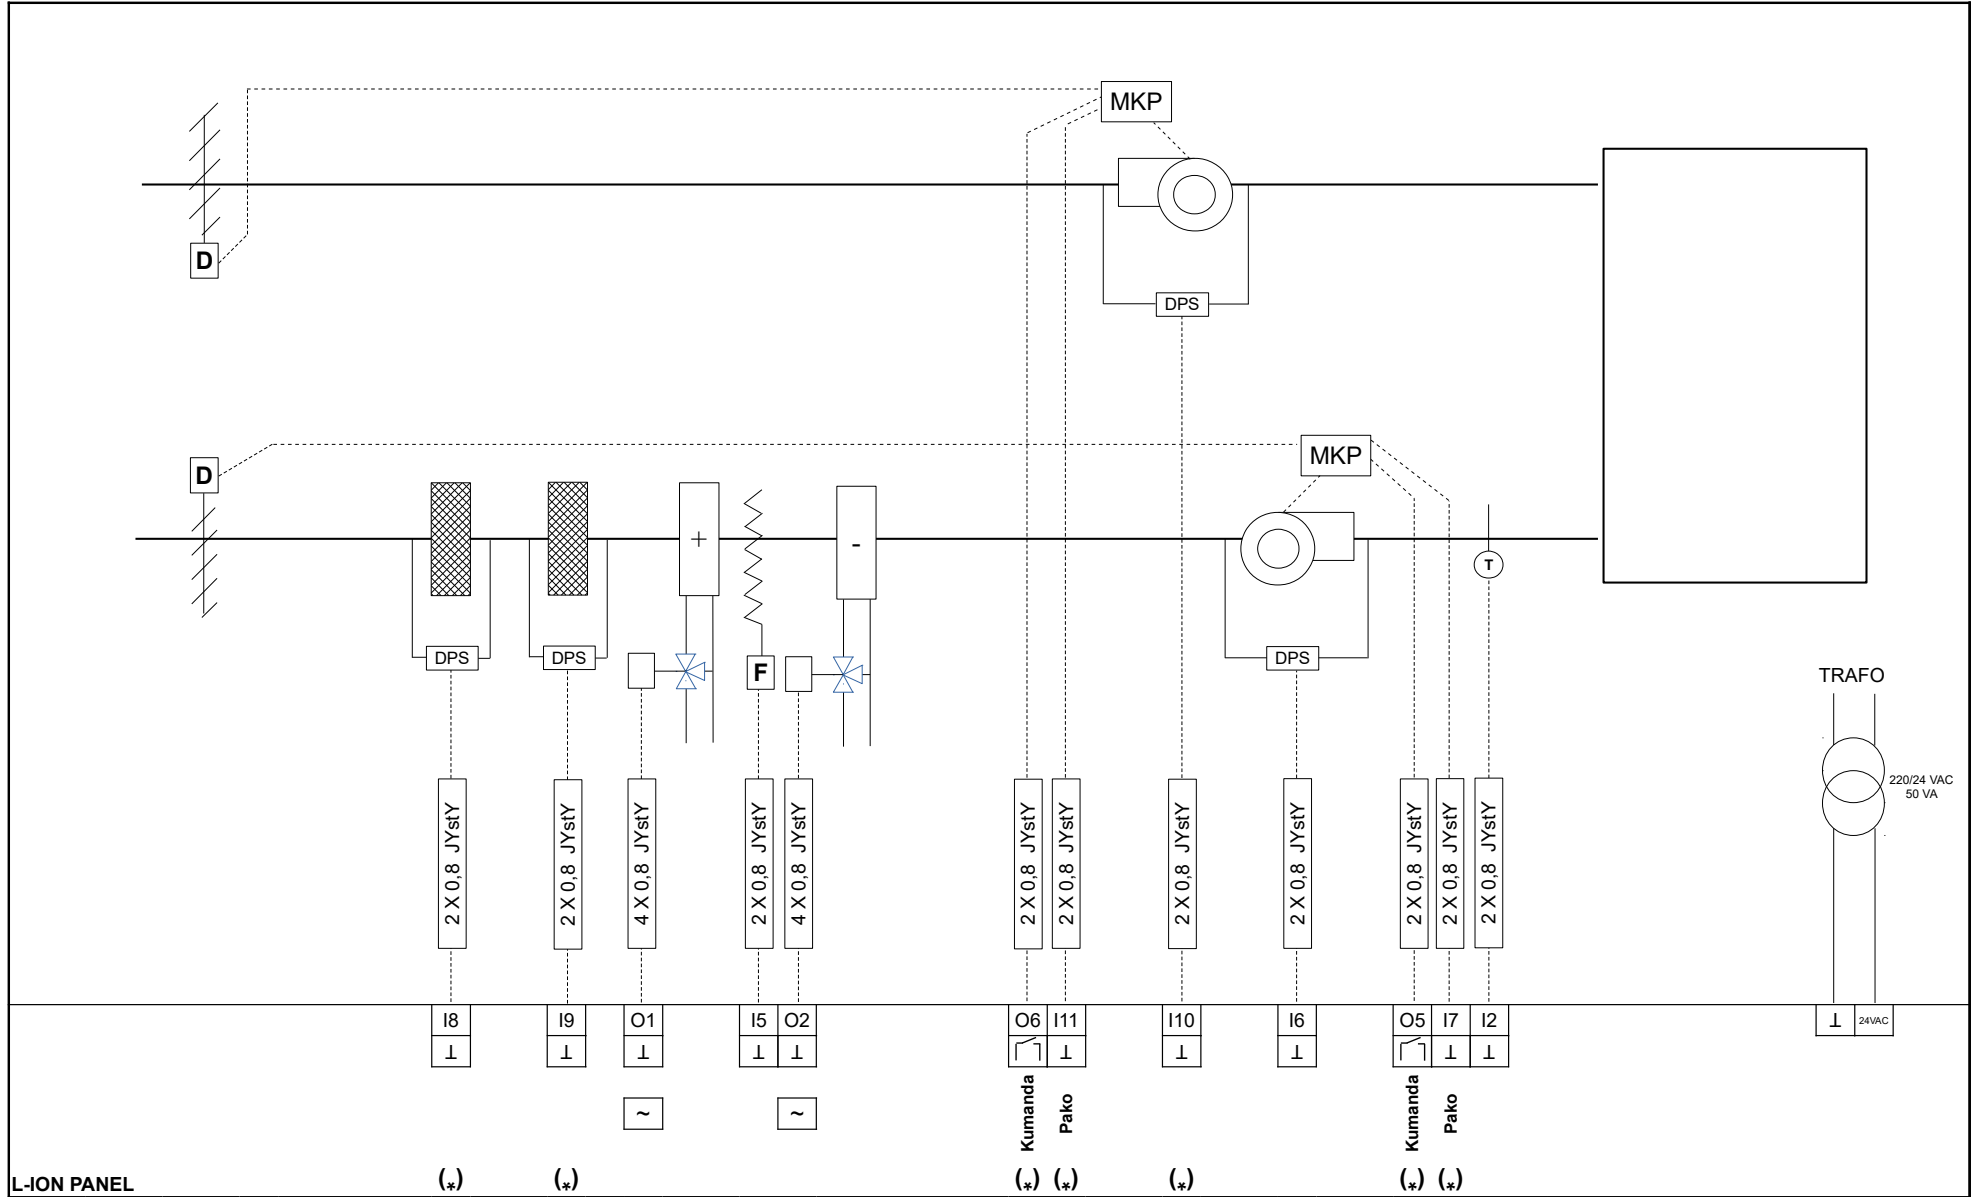 MKP
D
DPS
D
MKP
+
-
T
DPS
DPS
F
DPS
TRAFO
220/24 VAC
50 VA
2 X 0,8 JYstY
2 X 0,8 JYstY
4 X 0,8 JYstY
2 X 0,8 JYstY
4 X 0,8 JYstY
2 X 0,8 JYstY
2 X 0,8 JYstY
2 X 0,8 JYstY
2 X 0,8 JYstY
2 X 0,8 JYstY
2 X 0,8 JYstY
2 X 0,8 JYstY
I8 I9 O1 I5 O2 O6 I11 I10 I6 O5 I7 I2 ⊥ 24VAC
⊥ ⊥ ⊥ ⊥ ⊥ ⊥ ⊥ ⊥ ⊥ ⊥
~ ~
Kumanda
Pako
Kumanda
Pako
(*) (*) (*) (*) (*) (*) (*)
L-ION PANEL